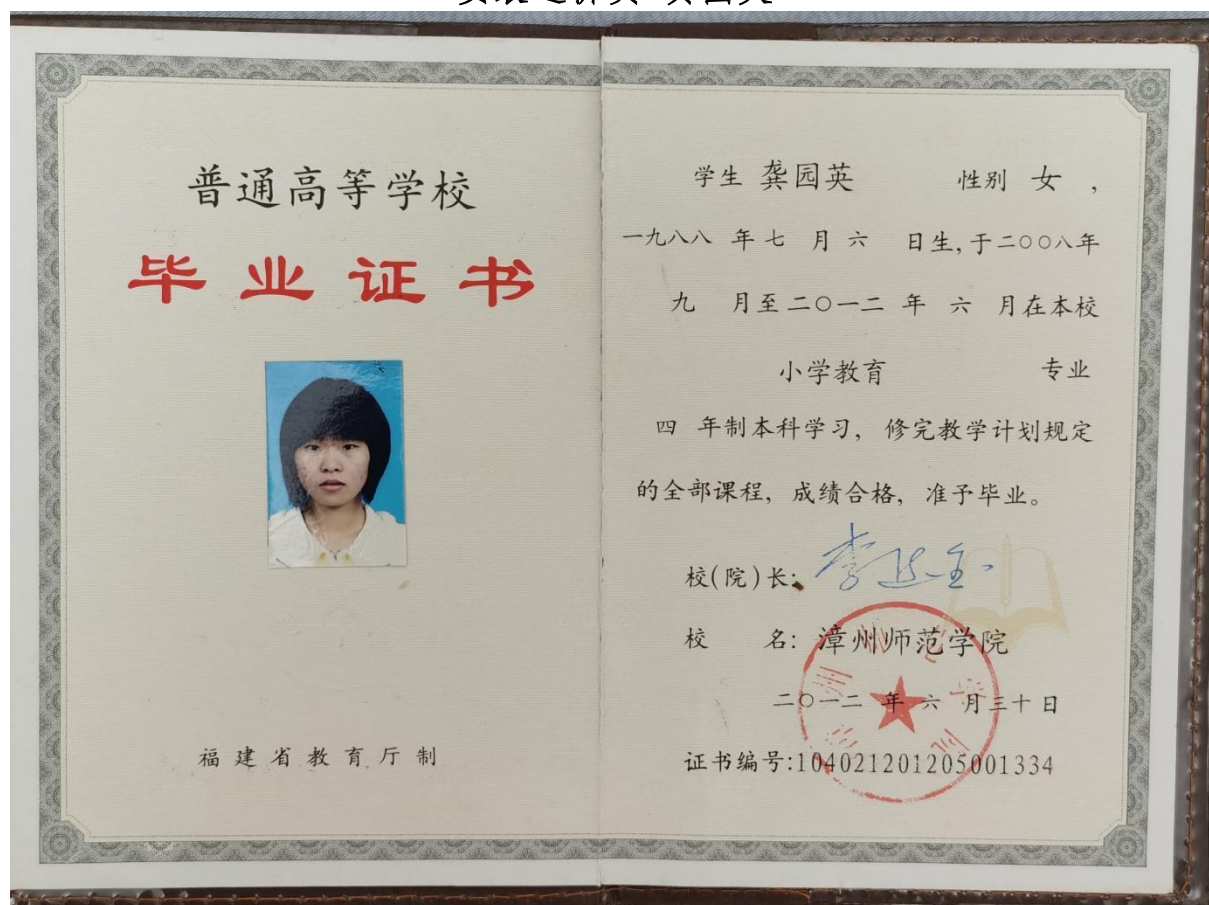 普通高等学校
毕业证书
福建省教育厅制
学生 龚园英 性别 女 ,
一九八八 年 七 月 六 日生,于二〇〇八年
九 月至二〇一二 年 六 月在本校
小学教育 专业
四 年制本科学习, 修完教学计划规定
的全部课程, 成绩合格, 准予毕业。
校(院)长:
校 名: 漳州师范学院
二〇一二 年 六 月三十日
证书编号:104021201205001334